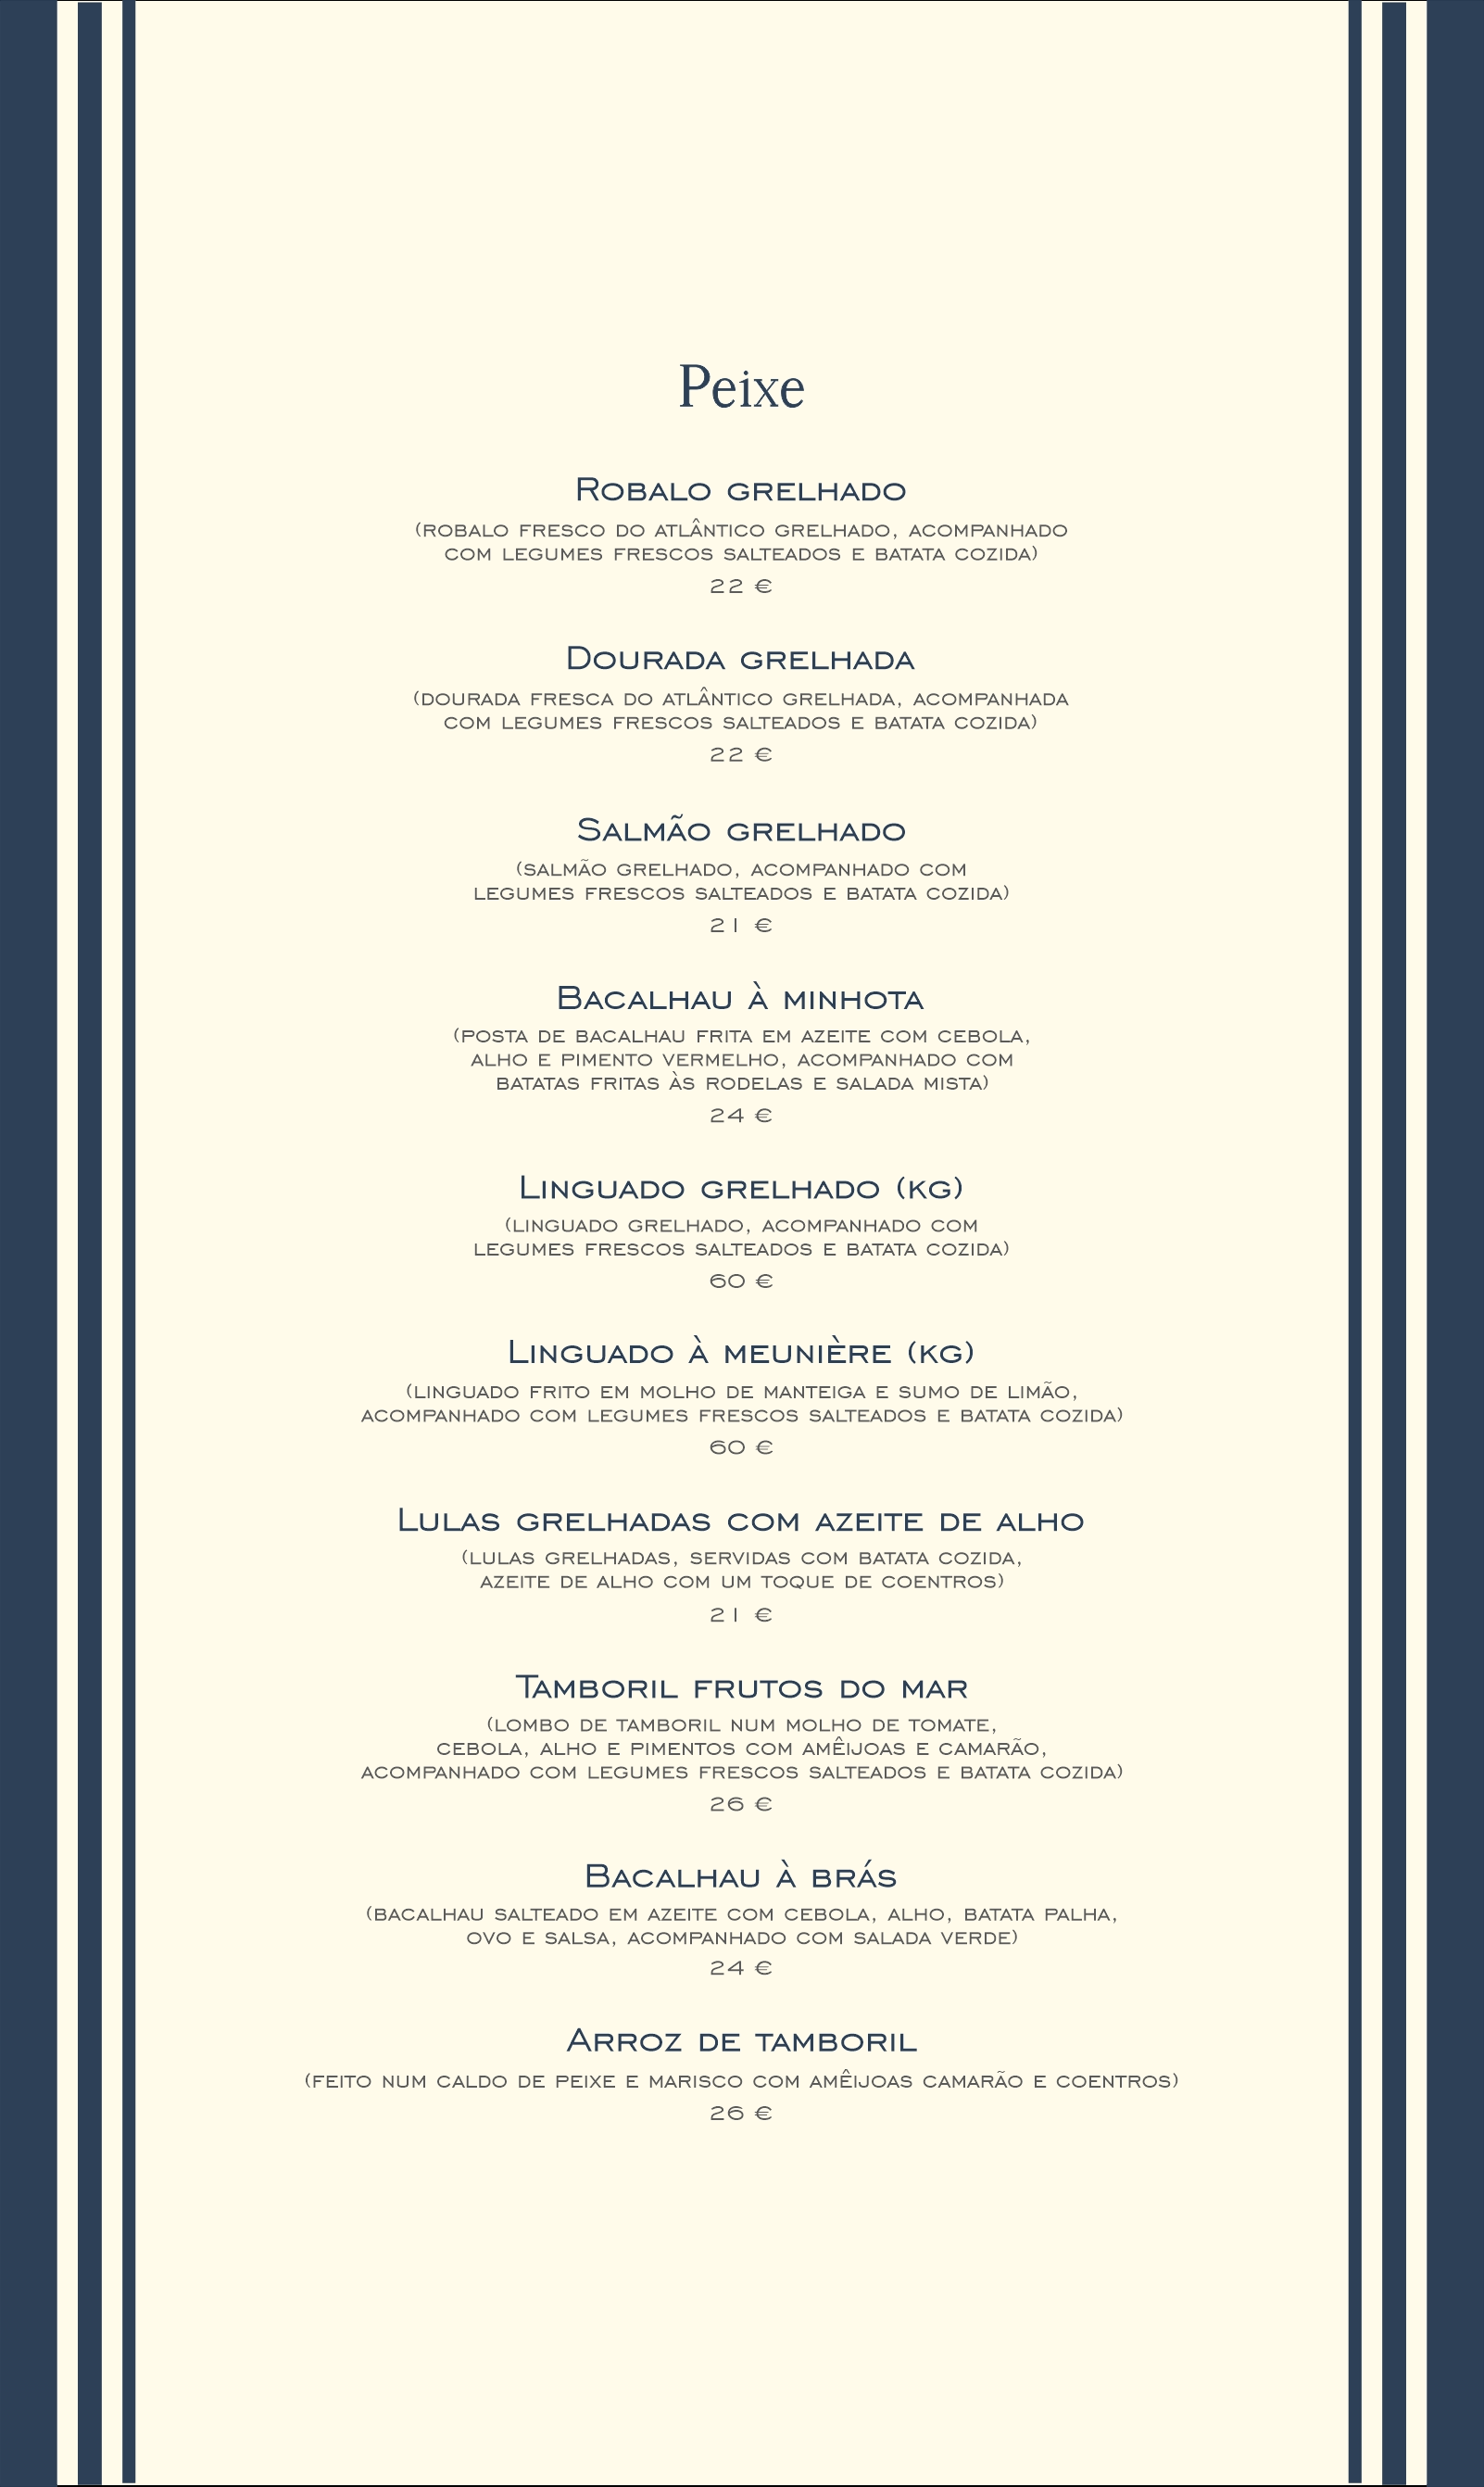 Peixe
Robalo grelhado
(robalo fresco do atlântico grelhado, acompanhado
com legumes frescos salteados e batata cozida)
22 €
Dourada grelhada
(dourada fresca do atlântico grelhada, acompanhada
com legumes frescos salteados e batata cozida)
22 €
Salmão grelhado
(salmão grelhado, acompanhado com
legumes frescos salteados e batata cozida)
21 €
Bacalhau à minhota
(posta de bacalhau frita em azeite com cebola,
alho e pimento vermelho, acompanhado com
batatas fritas às rodelas e salada mista)
24 €
Linguado grelhado (kg)
(linguado grelhado, acompanhado com
legumes frescos salteados e batata cozida)
60 €
Linguado à meunière (kg)
(linguado frito em molho de manteiga e sumo de limão,
acompanhado com legumes frescos salteados e batata cozida)
60 €
Lulas grelhadas com azeite de alho
(lulas grelhadas, servidas com batata cozida,
azeite de alho com um toque de coentros)
21 €
Tamboril frutos do mar
(lombo de tamboril num molho de tomate,
cebola, alho e pimentos com amêijoas e camarão,
acompanhado com legumes frescos salteados e batata cozida)
26 €
Bacalhau à brás
(bacalhau salteado em azeite com cebola, alho, batata palha,
ovo e salsa, acompanhado com salada verde)
24 €
Arroz de tamboril
(feito num caldo de peixe e marisco com amêijoas camarão e coentros)
26 €